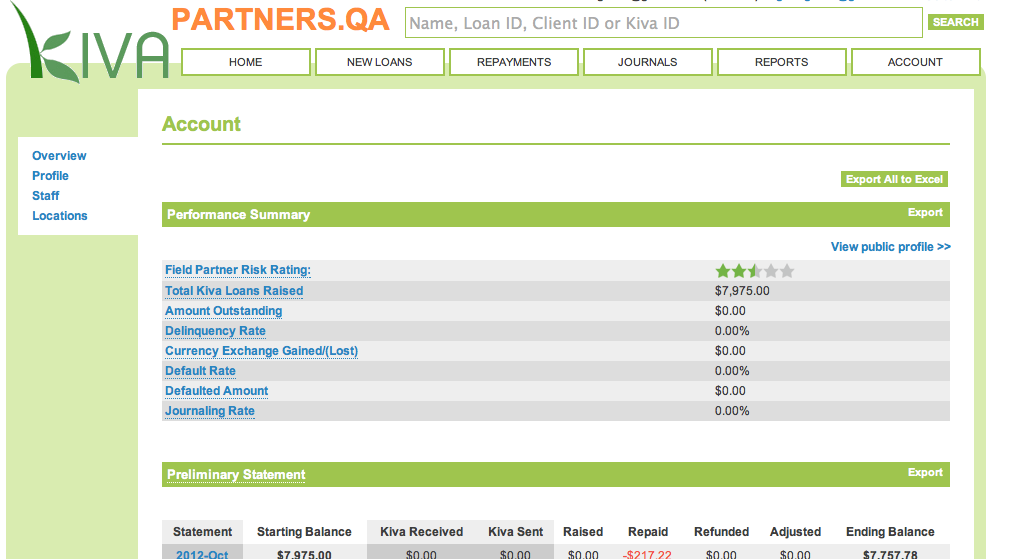 KIVA
PARTNERS.QA
Name, Loan ID, Client ID or Kiva ID
SEARCH
HOME
NEW LOANS
REPAYMENTS
JOURNALS
REPORTS
ACCOUNT
Overview
Profile
Staff
Locations
Account
Export All to Excel
Performance Summary
Export
View public profile >>
Field Partner Risk Rating:
Total Kiva Loans Raised $7,975.00
Amount Outstanding $0.00
Delinquency Rate 0.00%
Currency Exchange Gained/(Lost) $0.00
Default Rate 0.00%
Defaulted Amount $0.00
Journaling Rate 0.00%
Preliminary Statement
Export
Statement Starting Balance Kiva Received Kiva Sent Raised Repaid Refunded Adjusted Ending Balance
2012-Oct $7,975.00 $0.00 $0.00 $0.00 -$217.22 $0.00 $0.00 $7,757.78